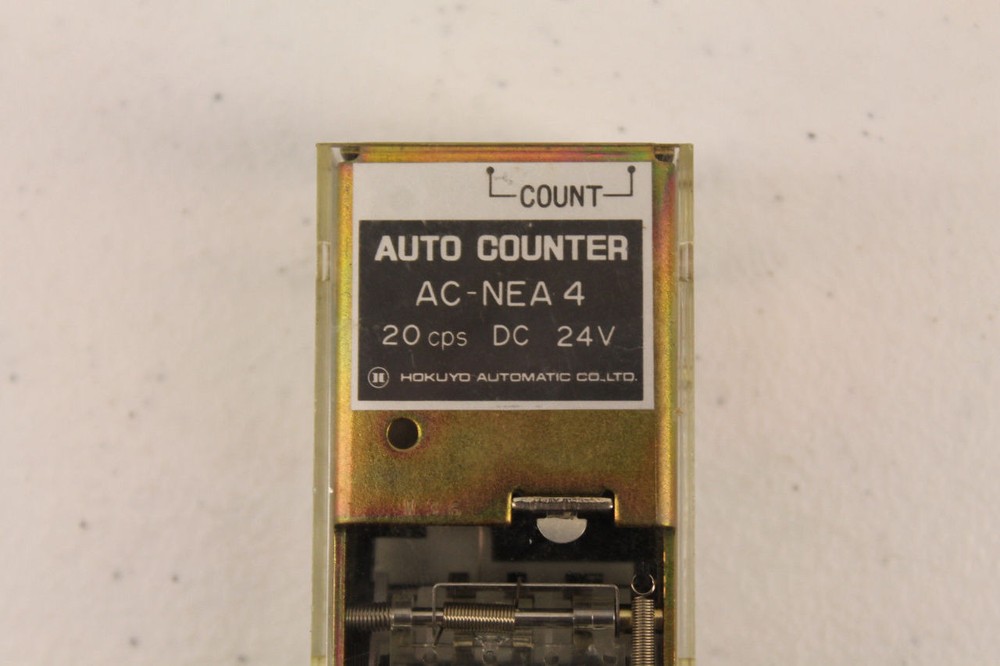 COUNT
AUTO COUNTER
AC-NEA 4
20 cps DC 24V
HOKUYO AUTOMATIC CO.,LTD.